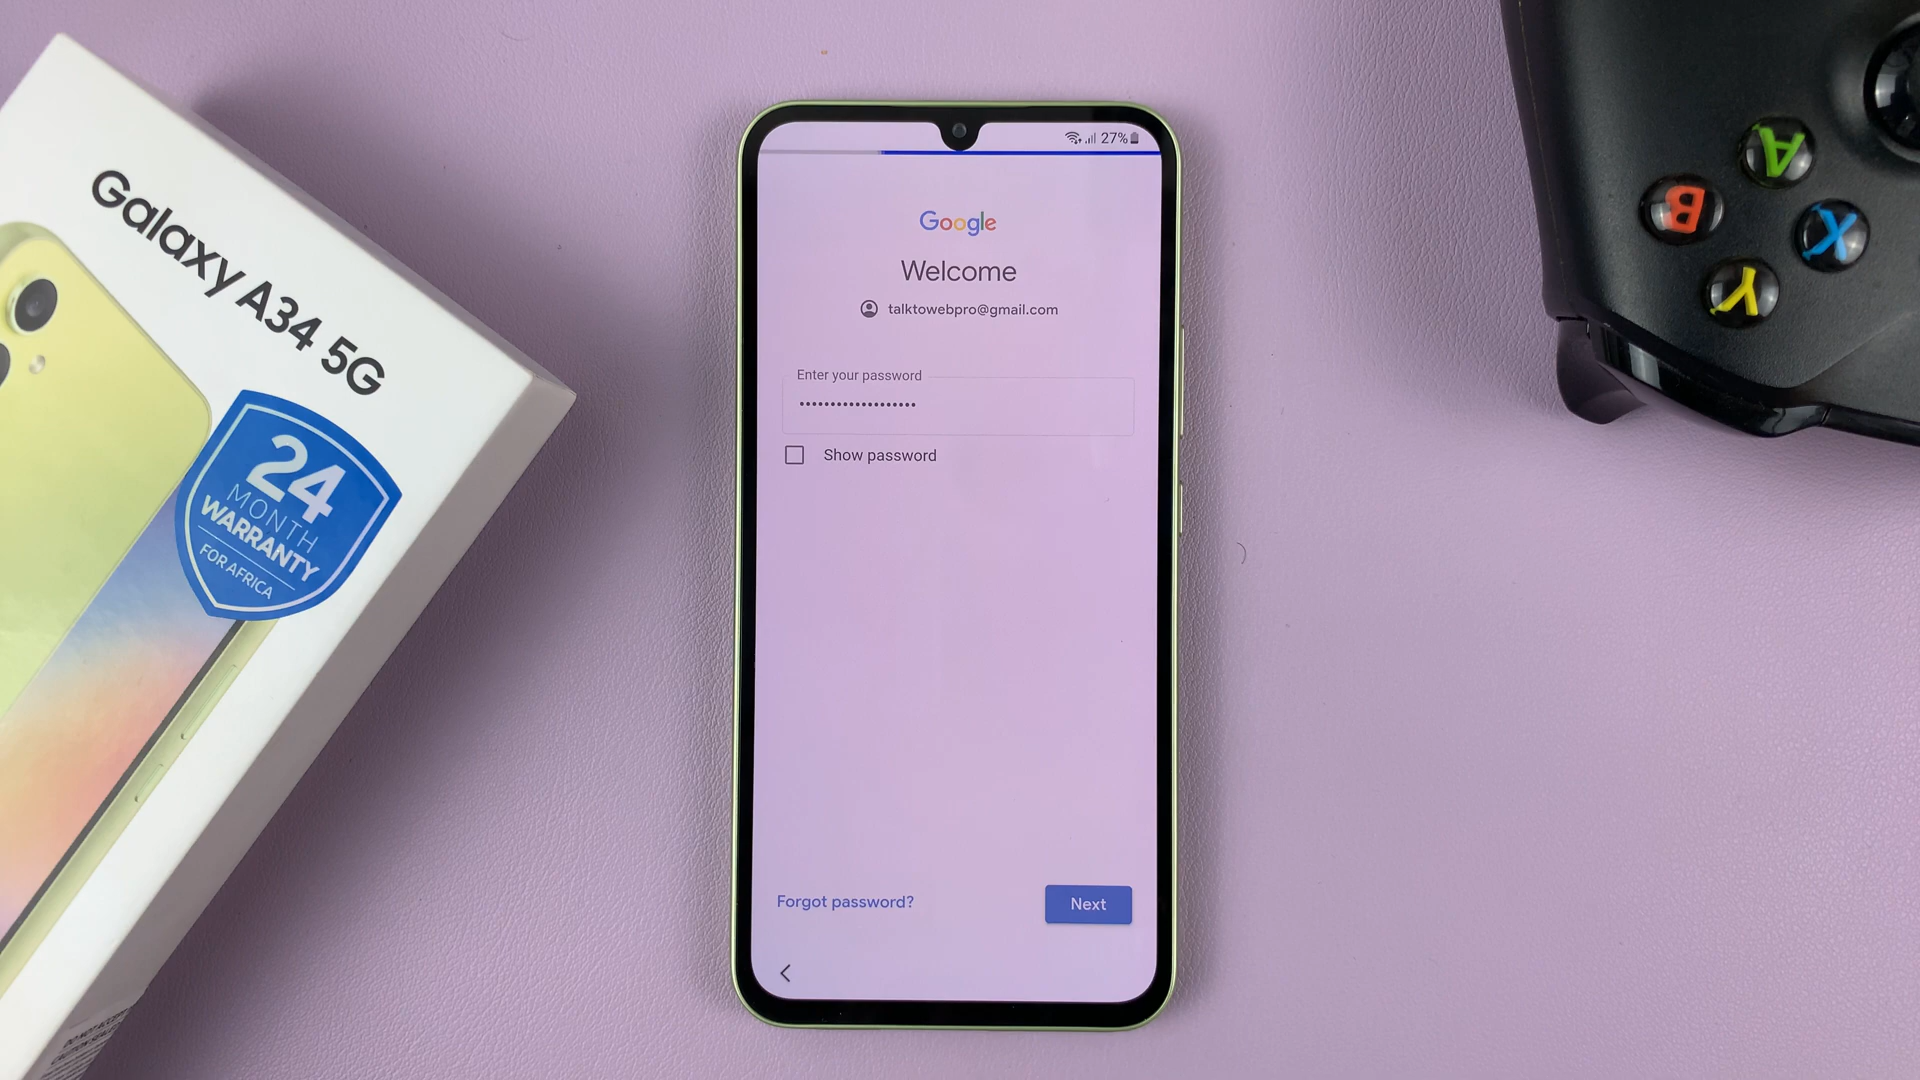 Galaxy A34 5G
24
MONTH
WARRANTY
FOR AFRICA
27%
Google
Welcome
talktowebpro@gmail.com
Enter your password
•••••••••••••••••••
Show password
Forgot password?
Next
A
B
X
Y